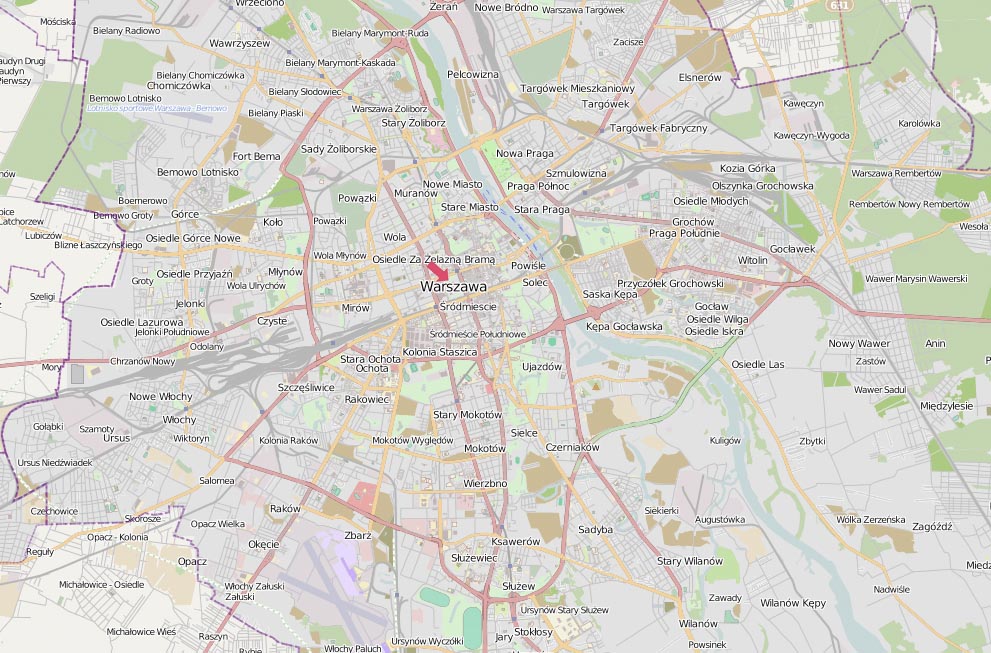 Wrzeciono
Żerań
Nowe Bródno
Warszawa Targówek
631
Mościska
Bielany Radiowo
Wawrzyszew
Bielany Marymont-Ruda
Zacisze
Bielany Marymont-Kaskada
Bielany Chomiczówka
Chomiczówka
Pelcowizna
Elsnerów
Targówek Mieszkaniowy
Targówek
Bielany Słodowiec
Bemowo Lotnisko
Lotnisko sportowe Warszawa - Bemowo
Bielany Piaski
Warszawa Żoliborz
Stary Żoliborz
Kawęczyn
Karolówka
Targówek Fabryczny
Kawęczyn-Wygoda
Sady Żoliborskie
Fort Bema
Nowa Praga
Bemowo Lotnisko
Szmulowizna
Kozia Górka
Warszawa Rembertów
Nowe Miasto
Muranów
Praga Północ
Olszynka Grochowska
Boernerowo
Powązki
Osiedle Młodych
Rembertów Nowy Rembertów
Bemowo Groty
Górce
Koło
Powązki
Stare Miasto
Stara Praga
Grochów
Praga Południe
Wesoła
Lubiczów
Blizne Łaszczyńskiego
Osiedle Górce Nowe
Wola
Gocławek
Wola Młynów
Osiedle Za Żelazną Bramą
Powiśle
Witolin
Osiedle Przyjaźń
Młynów
Groty
Wola Ulrychów
Warszawa
Solec
Przyczółek Grochowski
Wawer Marysin Wawerski
Szeligi
Jelonki
Mirów
Śródmieście
Saska Kępa
Gocław
Osiedle Wilga
Osiedle Iskra
Osiedle Lazurowa
Jelonki Południowe
Czyste
Śródmieście Południowe
Kępa Gocławska
Odolany
Kolonia Staszica
Nowy Wawer
Anin
Chrzanów Nowy
Mory
Stara Ochota
Ochota
Ujazdów
Osiedle Las
Zastów
Szczęśliwice
Wawer Sadul
Nowe Włochy
Rakowiec
Międzylesie
Włochy
Stary Mokotów
Gołąbki
Szamoty
Ursus
Wiktoryn
Kolonia Raków
Mokotów Wyględów
Sielce
Mokotów
Czerniaków
Kuligów
Zbytki
Ursus Niedźwiadek
Salomea
Wierzbno
Czechowice
Skorosze
Raków
Siekierki
Augustówka
Wólka Zerzeńska
Zagóźdź
Opacz Wielka
Opacz - Kolonia
Zbarż
Sadyba
Reguły
Okęcie
Ksawerów
Opacz
Służewiec
Stary Wilanów
Michałowice - Osiedle
Włochy Załuski
Załuski
Służew
Nadwiśle
Zawady
Wilanów Kępy
Ursynów Stary Służew
Wilanów
Michałowice Wieś
Raszyn
Stokłosy
Jary
Ursynów Wyczółki
Powsinek
Włochy Paluch